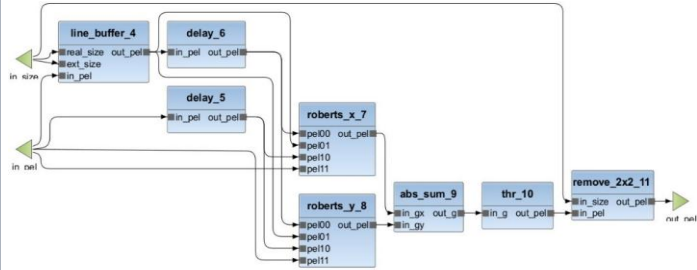 line_buffer_4
real_size out_pel
ext_size
in_pel
delay_6
in_pel out_pel
in_size
delay_5
in_pel out_pel
in_pel
roberts_x_7
pel00 out_pel
pel01
pel10
pel11
roberts_y_8
pel00 out_pel
pel01
pel10
pel11
abs_sum_9
in_gx out_g
in_gy
thr_10
in_g out_pel
remove_2x2_11
in_size out_pel
in_pel
out_pel